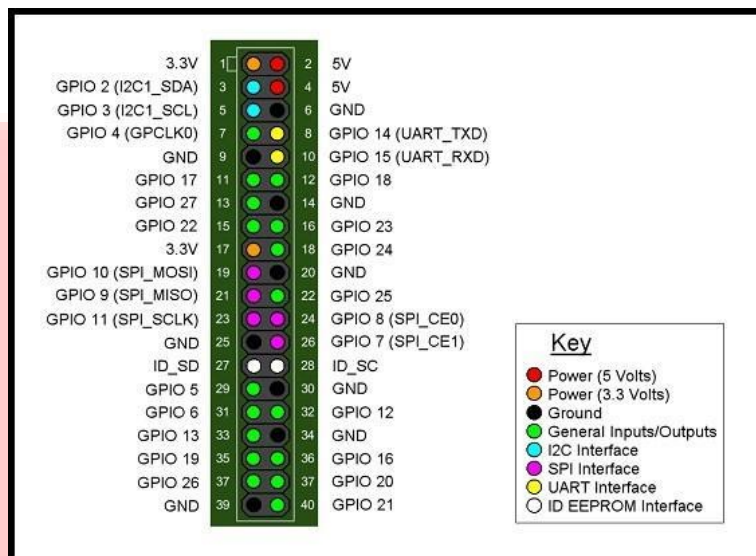 3.3V 1 2 5V
GPIO 2 (I2C1_SDA) 3 4 5V
GPIO 3 (I2C1_SCL) 5 6 GND
GPIO 4 (GPCLK0) 7 8 GPIO 14 (UART_TXD)
GND 9 10 GPIO 15 (UART_RXD)
GPIO 17 11 12 GPIO 18
GPIO 27 13 14 GND
GPIO 22 15 16 GPIO 23
3.3V 17 18 GPIO 24
GPIO 10 (SPI_MOSI) 19 20 GND
GPIO 9 (SPI_MISO) 21 22 GPIO 25
GPIO 11 (SPI_SCLK) 23 24 GPIO 8 (SPI_CE0)
GND 25 26 GPIO 7 (SPI_CE1)
ID_SD 27 28 ID_SC
GPIO 5 29 30 GND
GPIO 6 31 32 GPIO 12
GPIO 13 33 34 GND
GPIO 19 35 36 GPIO 16
GPIO 26 37 37 GPIO 20
GND 39 40 GPIO 21
Key
Power (5 Volts)
Power (3.3 Volts)
Ground
General Inputs/Outputs
I2C Interface
SPI Interface
UART Interface
ID EEPROM Interface